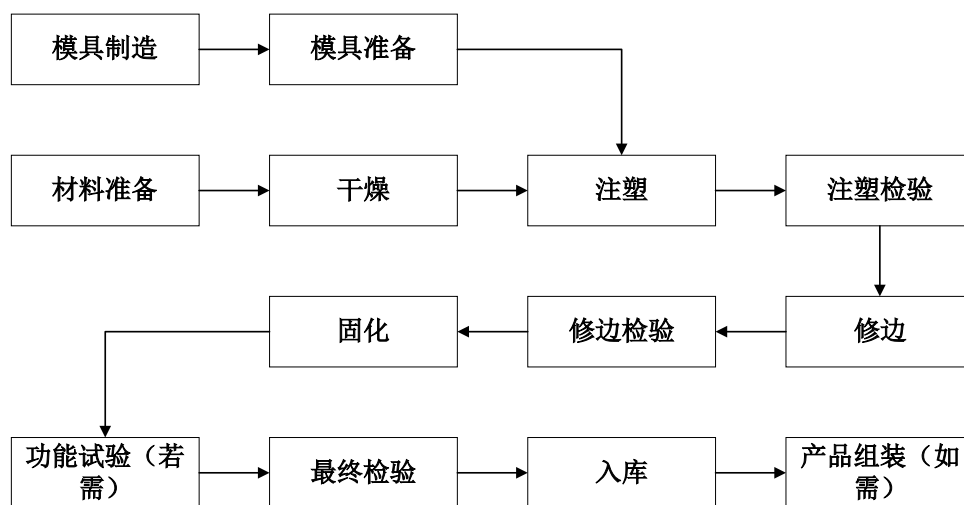 模具制造
模具准备
材料准备
干燥
注塑
注塑检验
固化
修边检验
修边
功能试验（若
需）
最终检验
入库
产品组装（如
需）